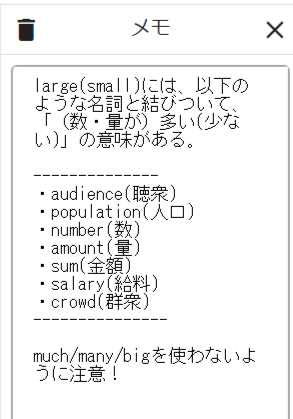 メモ
large(small)には、以下の
ような名詞と結びついて、
「（数・量が）多い(少な
い)」の意味がある。
--------------
・audience(聴衆)
・population(人口)
・number(数)
・amount(量)
・sum(金額)
・salary(給料)
・crowd(群衆)
---------------
much/many/bigを使わないよ
うに注意！